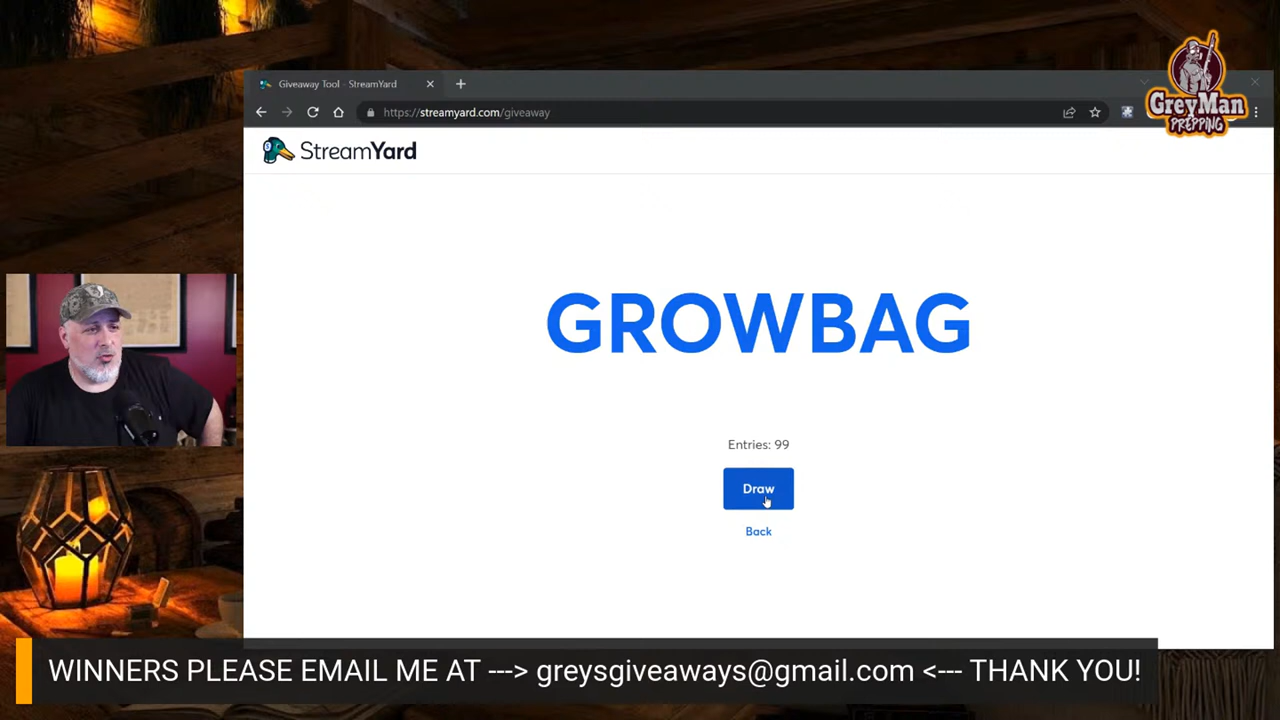 Giveaway Tool - StreamYard
https://streamyard.com/giveaway
GreyMan
PREPPING
StreamYard
GROWBAG
Entries: 99
Draw
Back
WINNERS PLEASE EMAIL ME AT ---> greysgiveaways@gmail.com <--- THANK YOU!